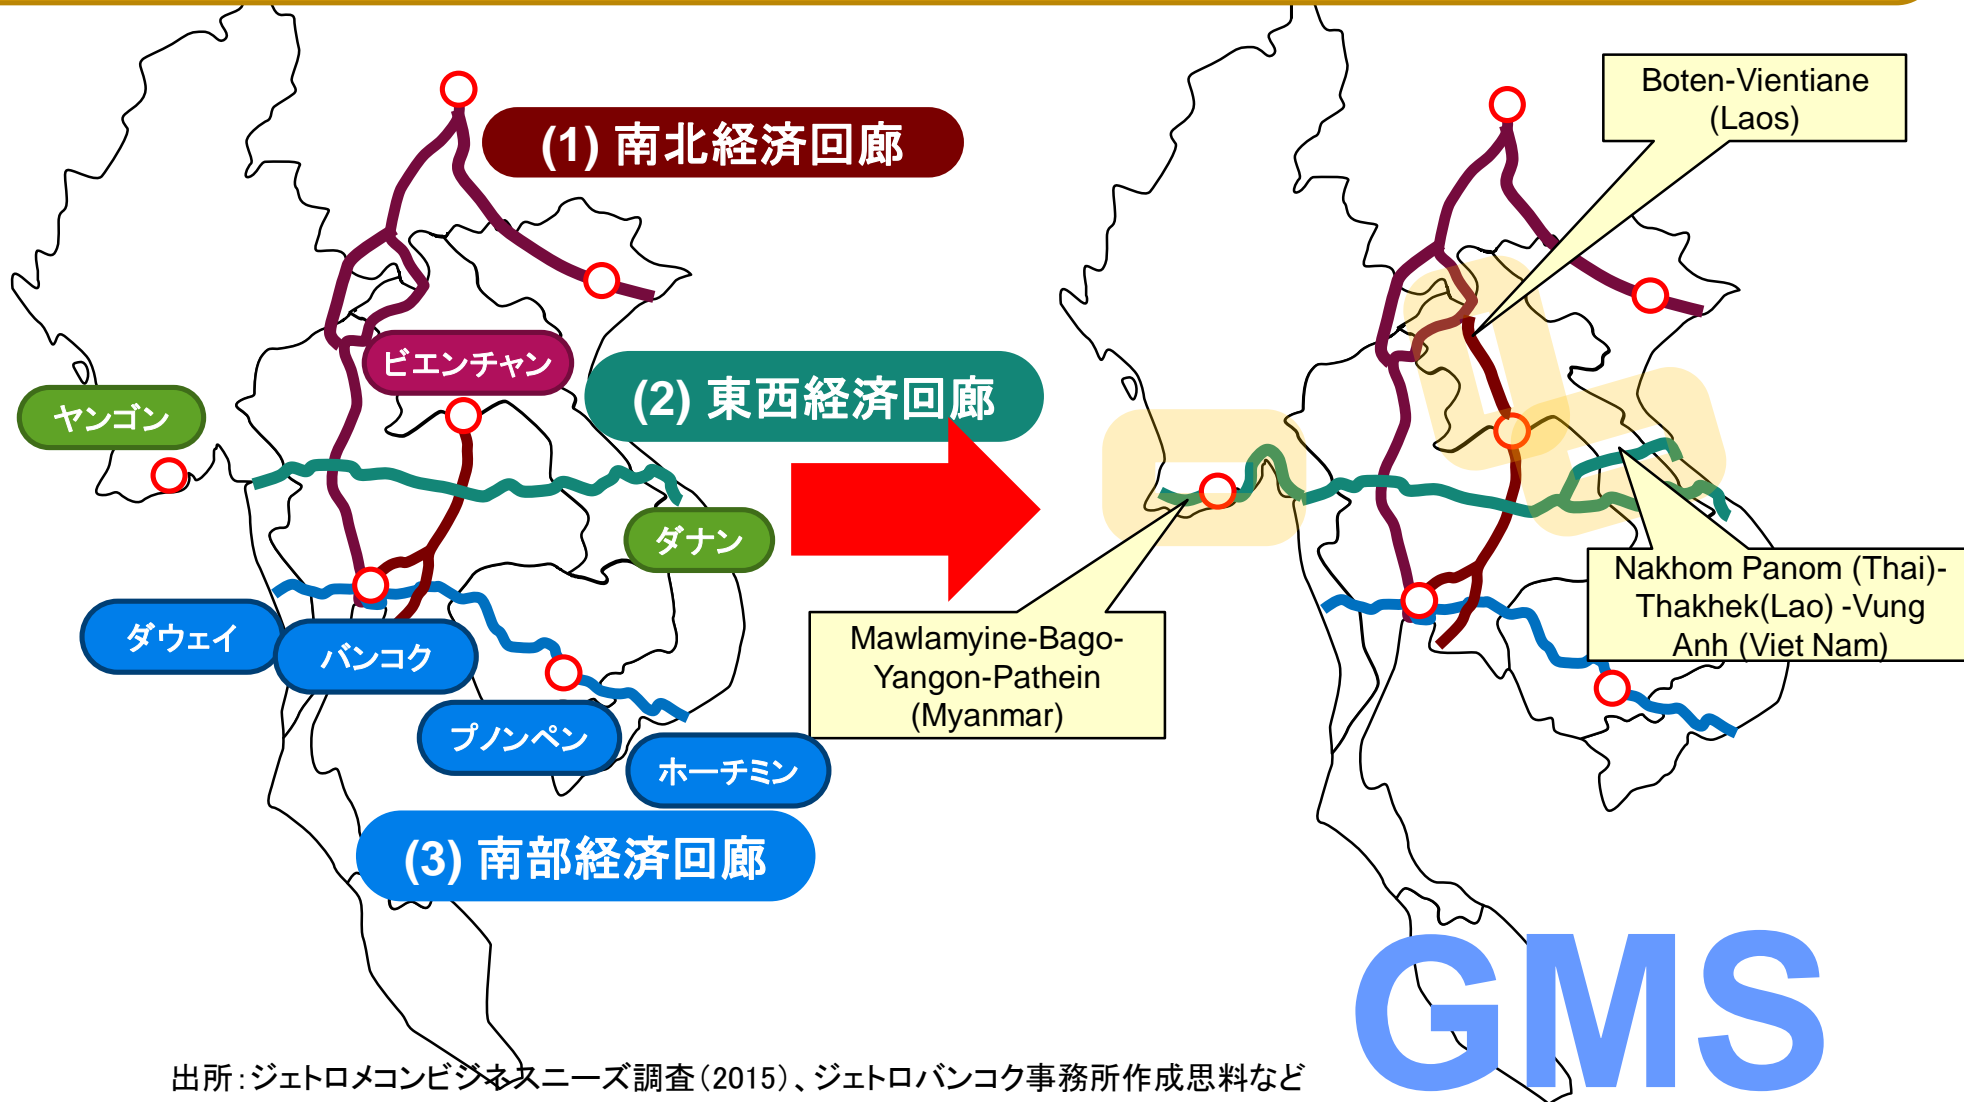 (1) 南北経済回廊
Boten-Vientiane
(Laos)
ビエンチャン
(2) 東西経済回廊
ヤンゴン
ダナン
ダウェイ
バンコク
プノンペン
ホーチミン
(3) 南部経済回廊
Mawlamyine-Bago-
Yangon-Pathein
(Myanmar)
Nakhom Panom (Thai)-
Thakhek(Lao) -Vung
Anh (Viet Nam)
GMS
出所：ジェトロメコンビジネスニーズ調査（2015）、ジェトロバンコク事務所作成思料など